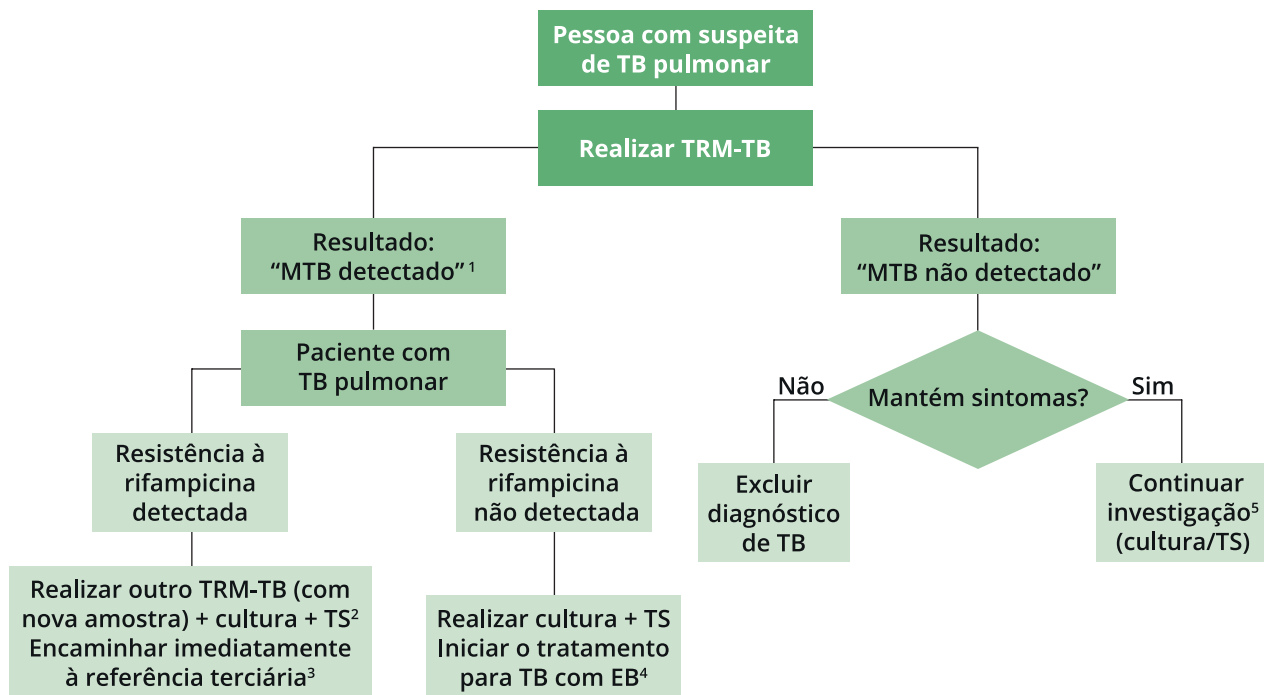 Pessoa com suspeita
de TB pulmonar
Realizar TRM-TB
Resultado:
“MTB detectado” ¹
Resultado:
“MTB não detectado”
Paciente com
TB pulmonar
Não
Mantém sintomas?
Sim
Resistência à
rifampicina
detectada
Resistência à
rifampicina
não detectada
Excluir
diagnóstico
de TB
Continuar
investigação⁵
(cultura/TS)
Realizar outro TRM-TB (com
nova amostra) + cultura + TS²
Encaminhar imediatamente
à referência terciária³
Realizar cultura + TS
Iniciar o tratamento
para TB com EB⁴